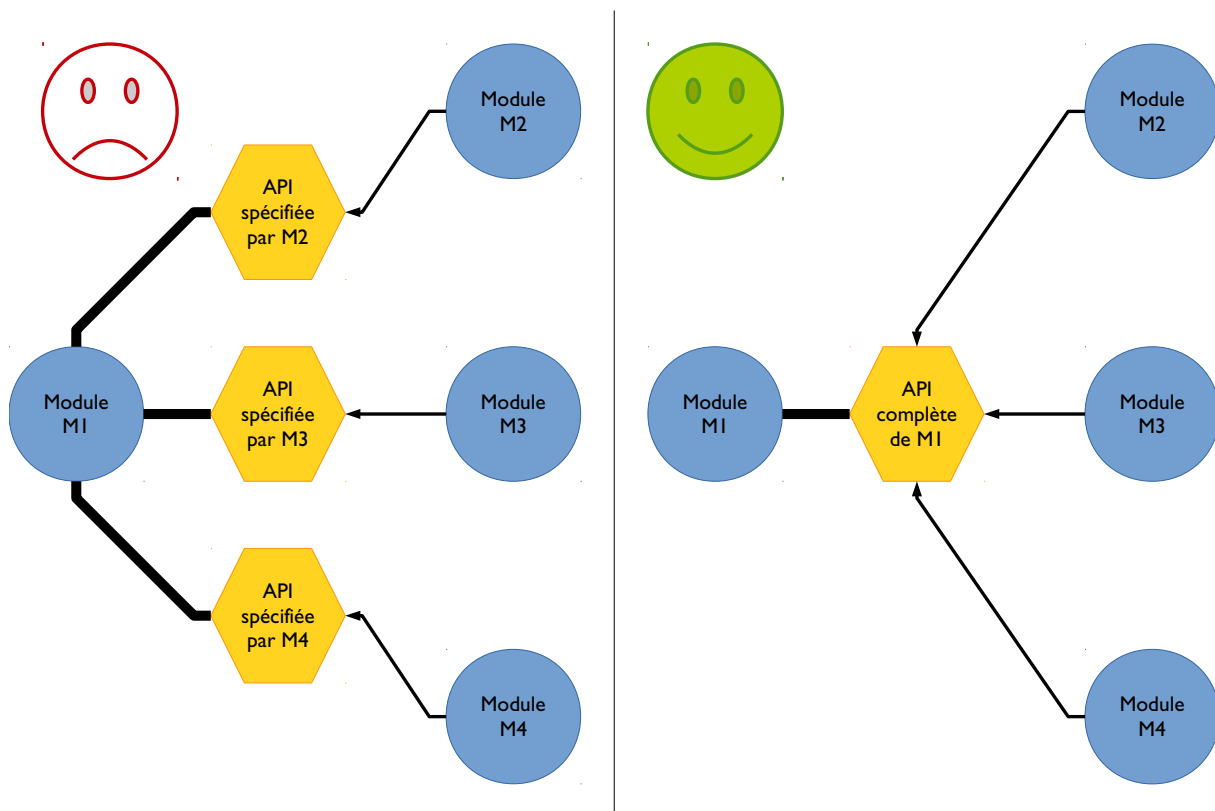 Module
M2
API
spécifiée
par M2
Module
M1
API
spécifiée
par M3
Module
M3
API
spécifiée
par M4
Module
M4
Module
M2
Module
M1
API
complète
de M1
Module
M3
Module
M4